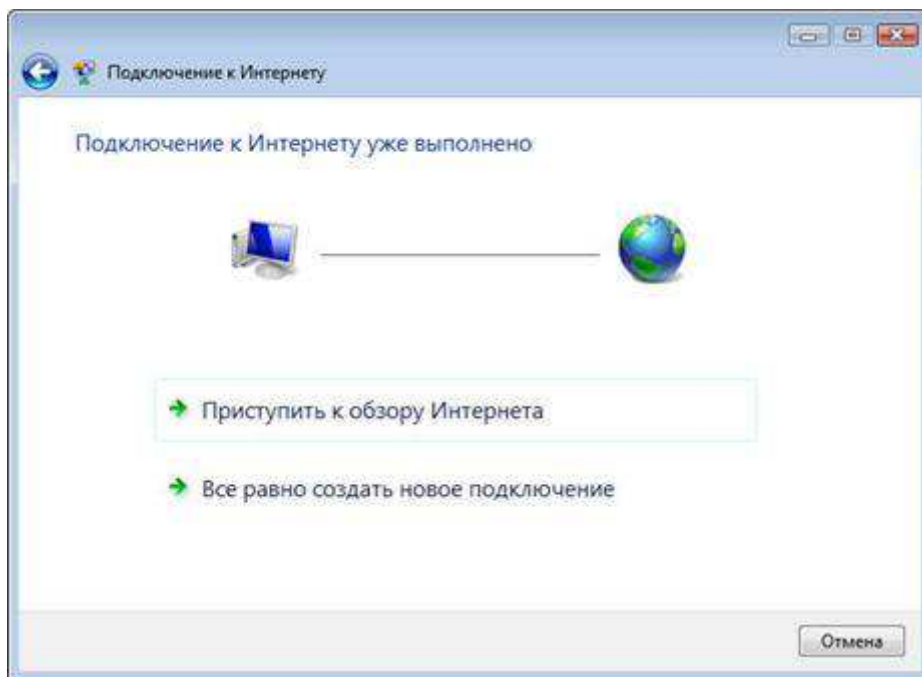 Подключение к Интернету
Подключение к Интернету уже выполнено
Приступить к обзору Интернета
Все равно создать новое подключение
Отмена